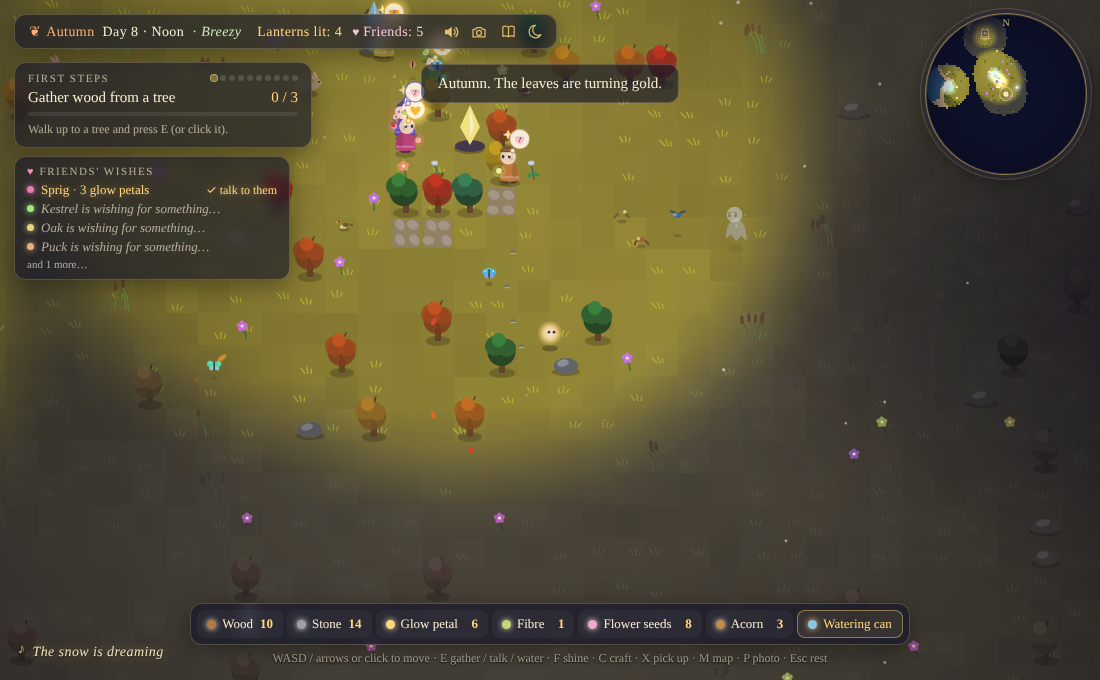 Autumn Day 8 · Noon · Breezy Lanterns lit: 4 ♥ Friends: 5
N
FIRST STEPS
Gather wood from a tree 0 / 3
Walk up to a tree and press E (or click it).
Autumn. The leaves are turning gold.
♥ FRIENDS' WISHES
Sprig · 3 glow petals ✓ talk to them
Kestrel is wishing for something…
Oak is wishing for something…
Puck is wishing for something…
and 1 more…
Wood 10 Stone 14 Glow petal 6 Fibre 1 Flower seeds 8 Acorn 3 Watering can
♪ The snow is dreaming
WASD / arrows or click to move · E gather / talk / water · F shine · C craft · X pick up · M map · P photo · Esc rest